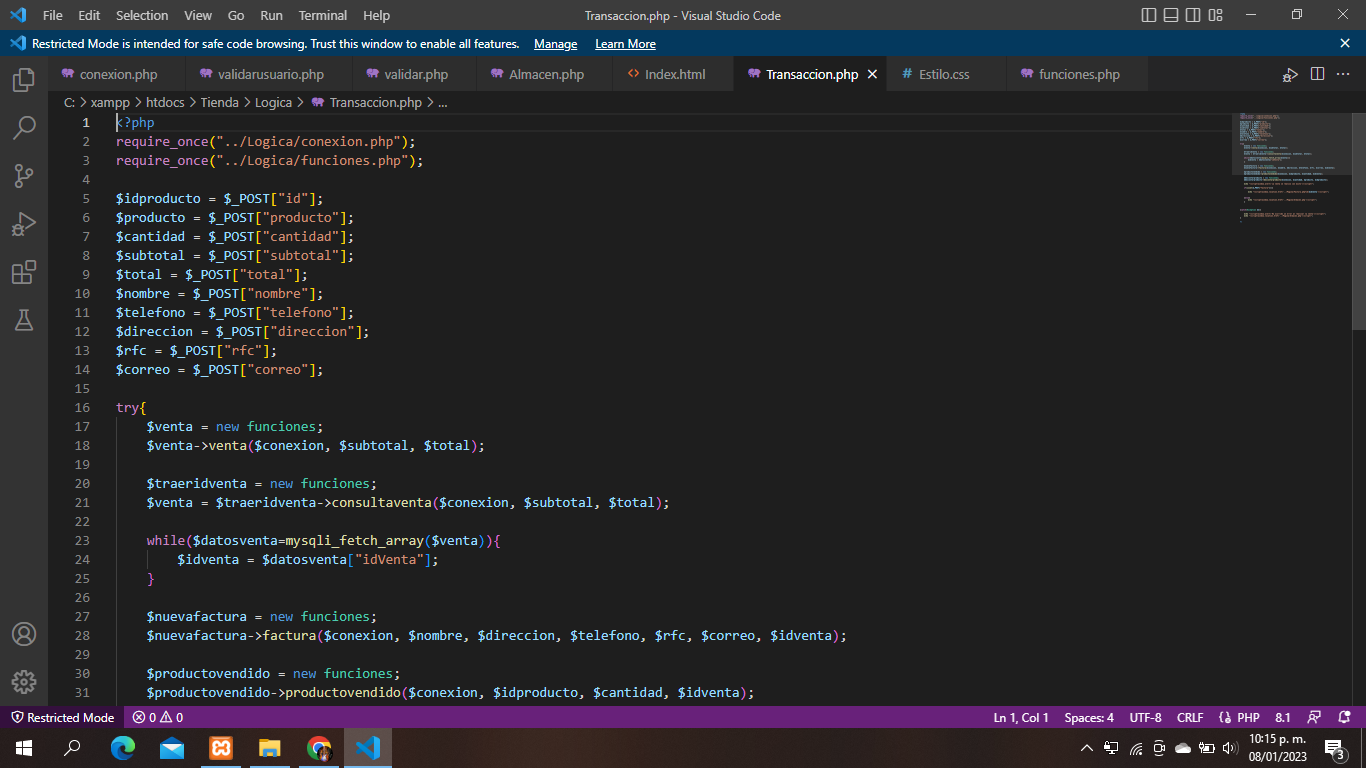 File Edit Selection View Go Run Terminal Help Transaccion.php - Visual Studio Code
Restricted Mode is intended for safe code browsing. Trust this window to enable all features. Manage Learn More
conexion.php validarusuario.php validar.php Almacen.php Index.html Transaccion.php Estilo.css funciones.php
C: > xampp > htdocs > Tienda > Logica > Transaccion.php > ...
1 <?php
2 require_once("../Logica/conexion.php");
3 require_once("../Logica/funciones.php");
4
5 $idproducto = $_POST["id"];
6 $producto = $_POST["producto"];
7 $cantidad = $_POST["cantidad"];
8 $subtotal = $_POST["subtotal"];
9 $total = $_POST["total"];
10 $nombre = $_POST["nombre"];
11 $telefono = $_POST["telefono"];
12 $direccion = $_POST["direccion"];
13 $rfc = $_POST["rfc"];
14 $correo = $_POST["correo"];
15
16 try{
17 $venta = new funciones;
18 $venta->venta($conexion, $subtotal, $total);
19
20 $traeridventa = new funciones;
21 $venta = $traeridventa->consultaventa($conexion, $subtotal, $total);
22
23 while($datosventa=mysqli_fetch_array($venta)){
24 $idventa = $datosventa["idVenta"];
25 }
26
27 $nuevafactura = new funciones;
28 $nuevafactura->factura($conexion, $nombre, $direccion, $telefono, $rfc, $correo, $idventa);
29
30 $productovendido = new funciones;
31 $productovendido->productovendido($conexion, $idproducto, $cantidad, $idventa);
Restricted Mode 0 0 Ln 1, Col 1 Spaces: 4 UTF-8 CRLF PHP 8.1
10:15 p. m.
08/01/2023
3